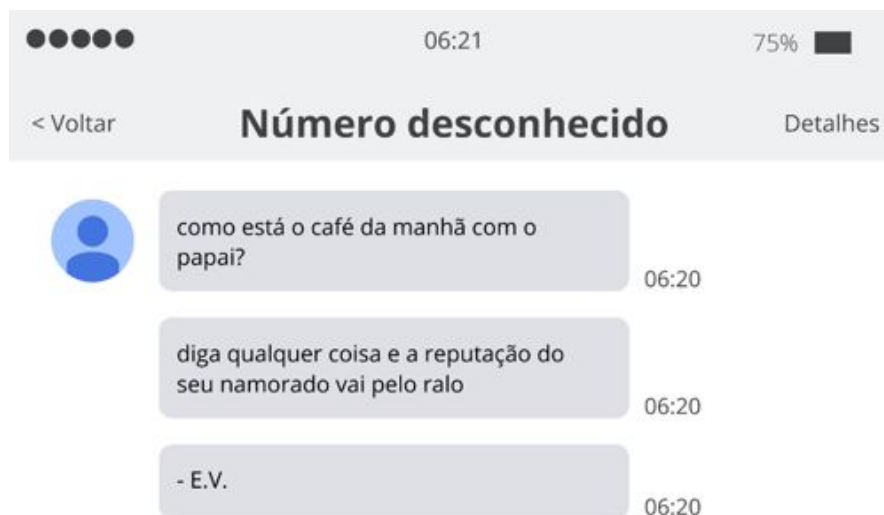 06:21
75%
< Voltar
Número desconhecido
Detalhes
como está o café da manhã com o
papai?
06:20
diga qualquer coisa e a reputação do
seu namorado vai pelo ralo
06:20
- E.V.
06:20